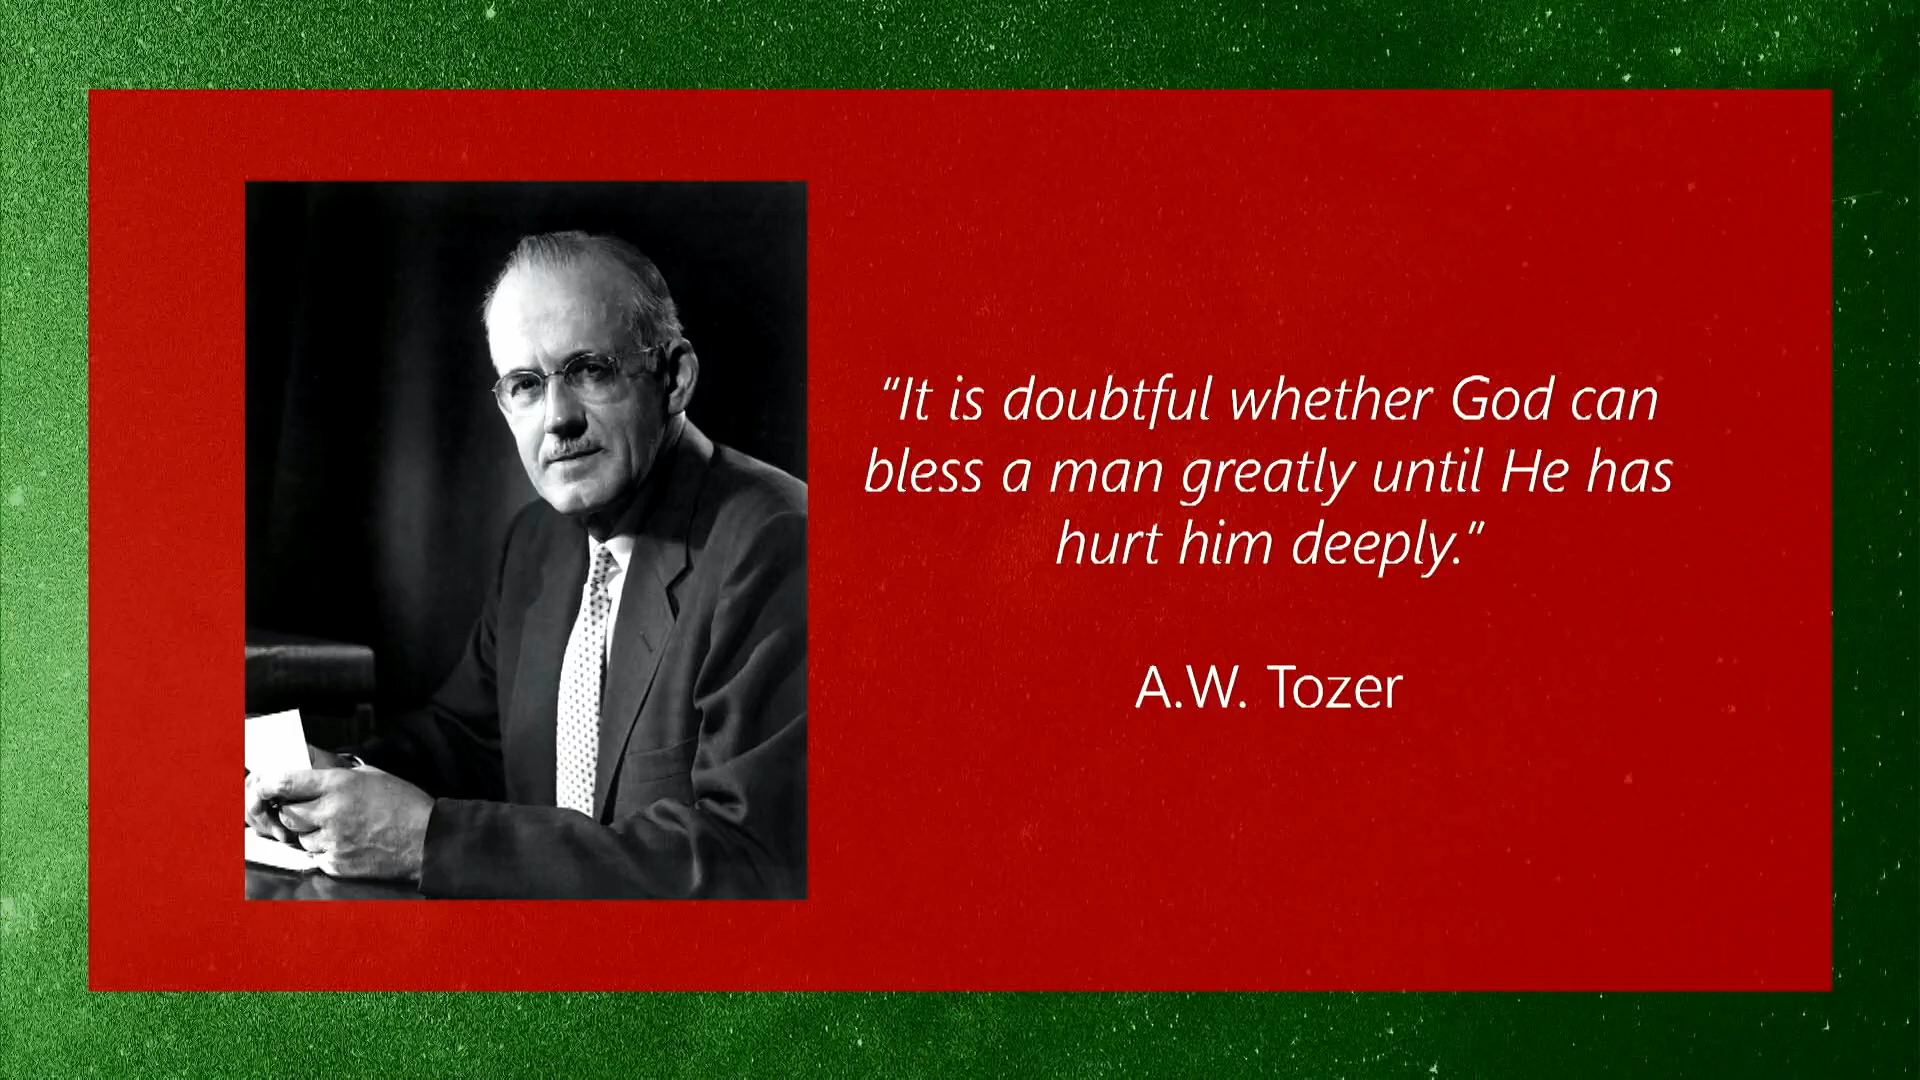 “It is doubtful whether God can
bless a man greatly until He has
hurt him deeply.”
A.W. Tozer